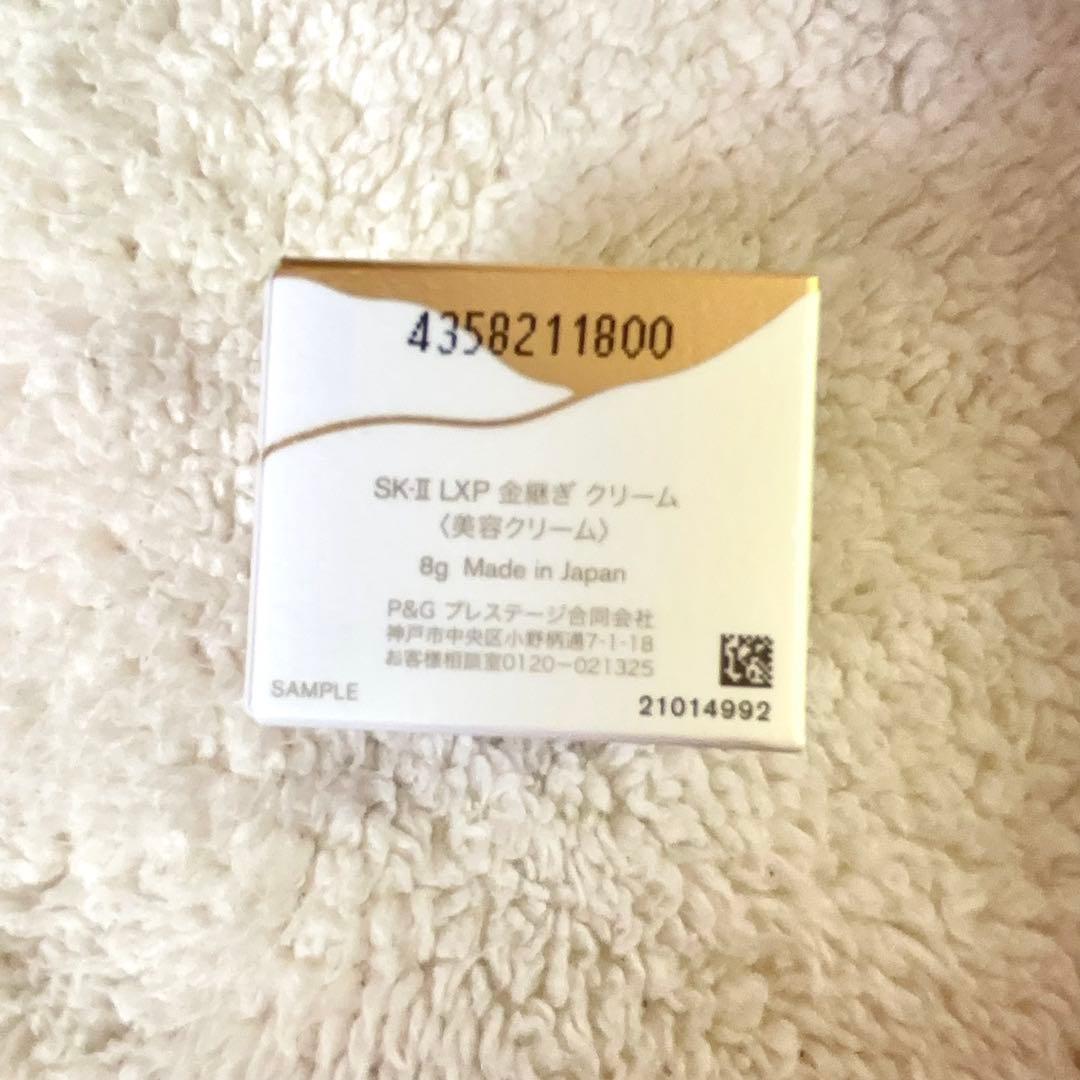 4358211800
SK-II LXP 金継ぎ クリーム
〈美容クリーム〉
8g Made in Japan
P&G プレステージ合同会社
神戸市中央区小野柄通7-1-18
お客様相談室0120-021325
SAMPLE
21014992